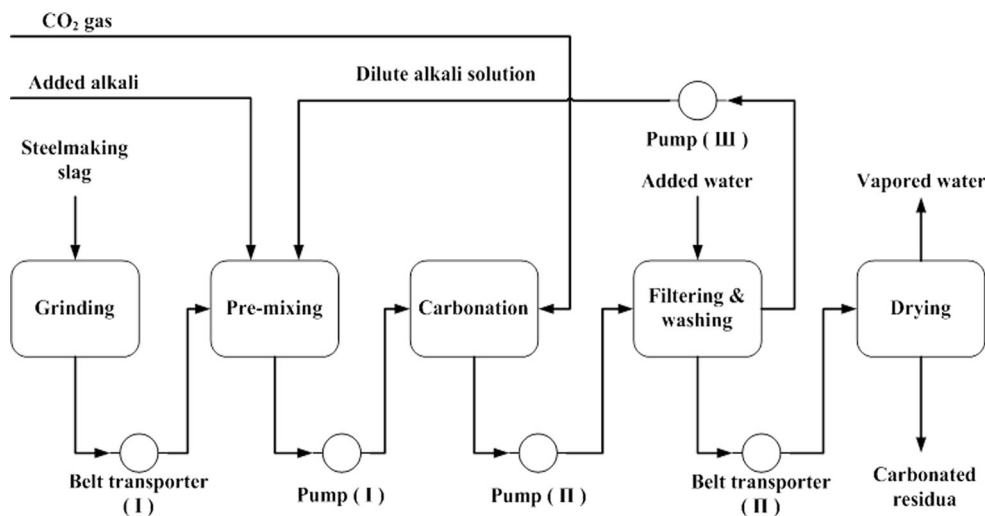 CO₂ gas
Added alkali
Dilute alkali solution
Pump ( III )
Steelmaking
slag
Added water
Vapored water
Grinding
Pre-mixing
Carbonation
Filtering &
washing
Drying
Belt transporter
( I )
Pump ( I )
Pump ( II )
Belt transporter
( II )
Carbonated
residua